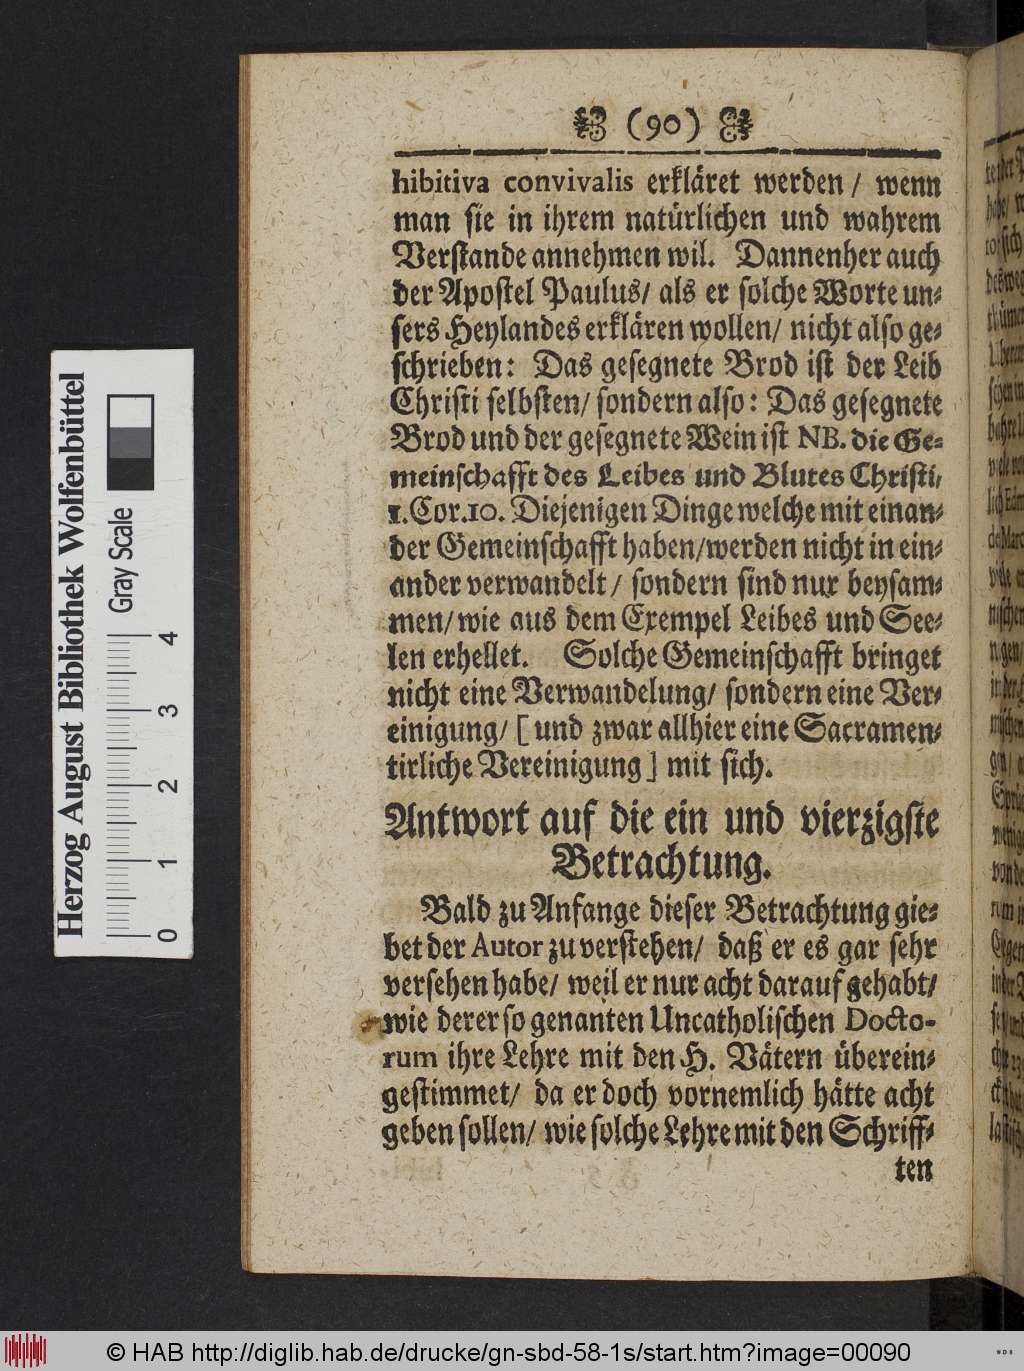 (90)
hibitiva convivalis erkläret werden / wenn
man sie in ihrem natürlichen und wahrem
Verstande annehmen wil. Dannenher auch
der Apostel Paulus/ als er solche Worte un-
sers Heylandes erklären wollen/ nicht also ge-
schrieben: Das gesegnete Brod ist der Leib
Christi selbsten/ sondern also: Das gesegnete
Brod und der gesegnete Wein ist NB. die Ge-
meinschafft des Leibes und Blutes Christi,
1. Cor. 10. Diejenigen Dinge welche mit einan-
der Gemeinschafft haben/werden nicht in ein-
ander verwandelt / sondern sind nur beysam-
men/ wie aus dem Exempel Leibes und See-
len erhellet. Solche Gemeinschafft bringet
nicht eine Verwandelung/ sondern eine Ver-
einigung/ [ und zwar allhier eine Sacramen-
tirliche Vereinigung ] mit sich.
Antwort auf die ein und vierzigste
Betrachtung.
Bald zu Anfange dieser Betrachtung gie-
bet der Autor zu verstehen/ daß er es gar sehr
versehen habe/ weil er nur acht darauf gehabt/
wie derer so genanten Uncatholischen Docto-
rum ihre Lehre mit den H. Vätern überein-
gestimmet/ da er doch vornemlich hätte acht
geben sollen/ wie solche Lehre mit den Schriff-
ten
Herzog August Bibliothek Wolfenbüttel
Gray Scale
0 1 2 3 4
© HAB http://diglib.hab.de/drucke/gn-sbd-58-1s/start.htm?image=00090